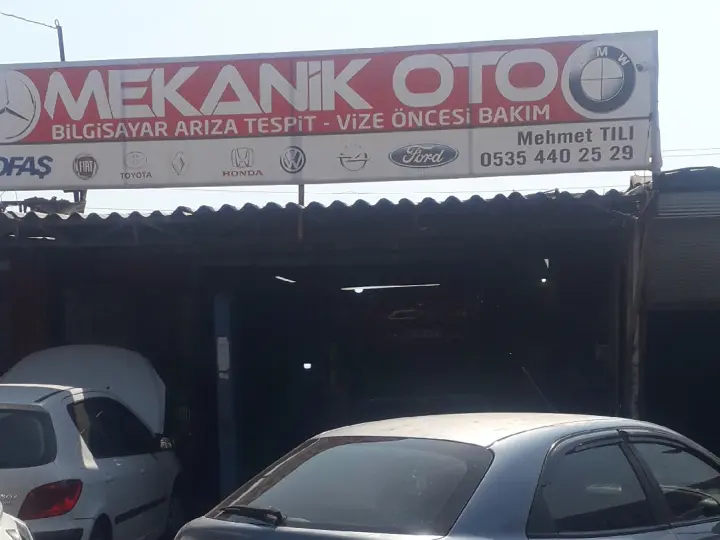 MEKANİK OTO
BMW
BİLGİSAYAR ARIZA TESPİT - VİZE ÖNCESİ BAKIM
Mehmet TILI
0535 440 25 29
OFAŞ
FIAT
TOYOTA
HONDA
Ford